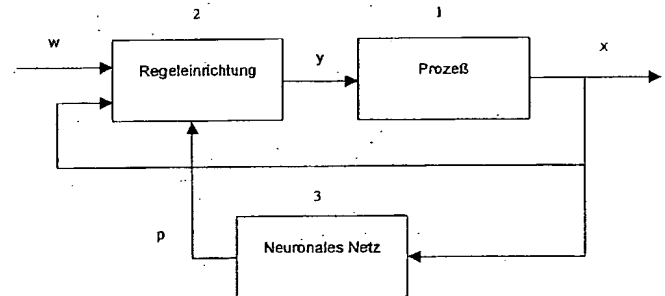 2
1
w
Regeleinrichtung
y
Prozeß
x
3
p
Neuronales Netz